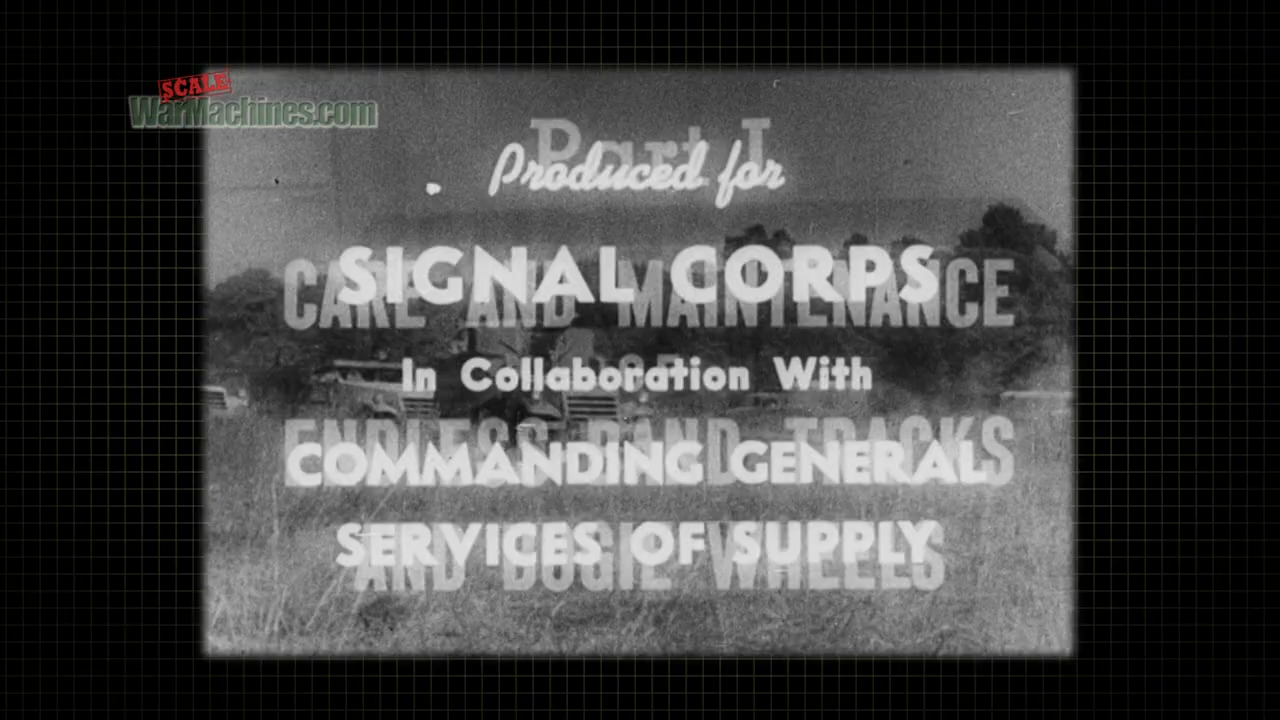 SCALE
WarMachines.com
Part I
Produced for
SIGNAL CORPS
CARE AND MAINTENANCE
In Collaboration With
ENDLESS BAND TRACKS
COMMANDING GENERAL
SERVICES OF SUPPLY
AND BOGIE WHEELS